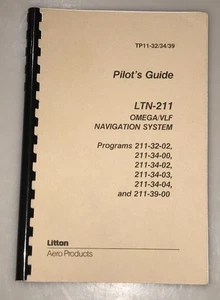 TP11-32/34/39
Pilot's Guide
LTN-211
OMEGA/VLF
NAVIGATION SYSTEM
Programs 211-32-02,
211-34-00,
211-34-02,
211-34-03,
211-34-04,
and 211-39-00
Litton
Aero Products